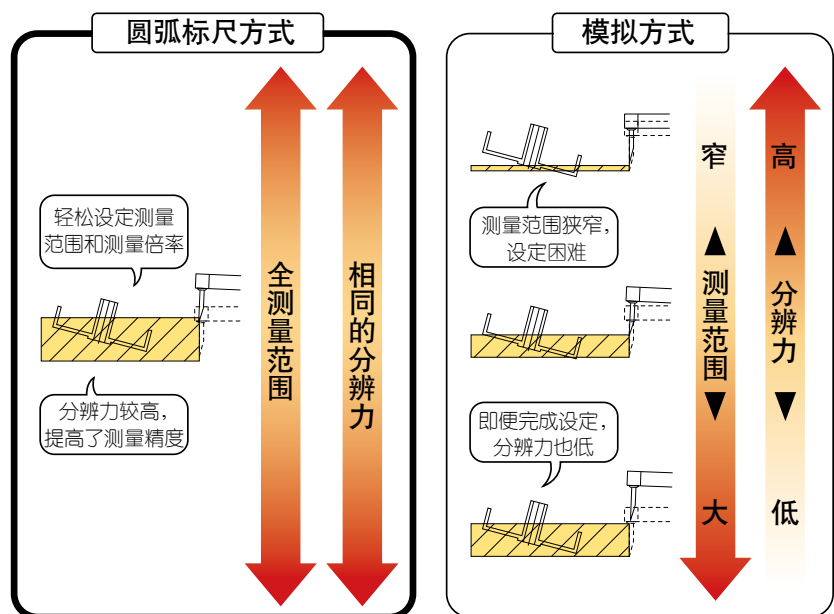 圆弧标尺方式
轻松设定测量
范围和测量倍率
分辨力较高，
提高了测量精度
全测量范围
相同的分辨力
模拟方式
测量范围狭窄，
设定困难
即便完成设定，
分辨力也低
窄
▲
测量范围
▼
大
高
▲
分辨力
▼
低